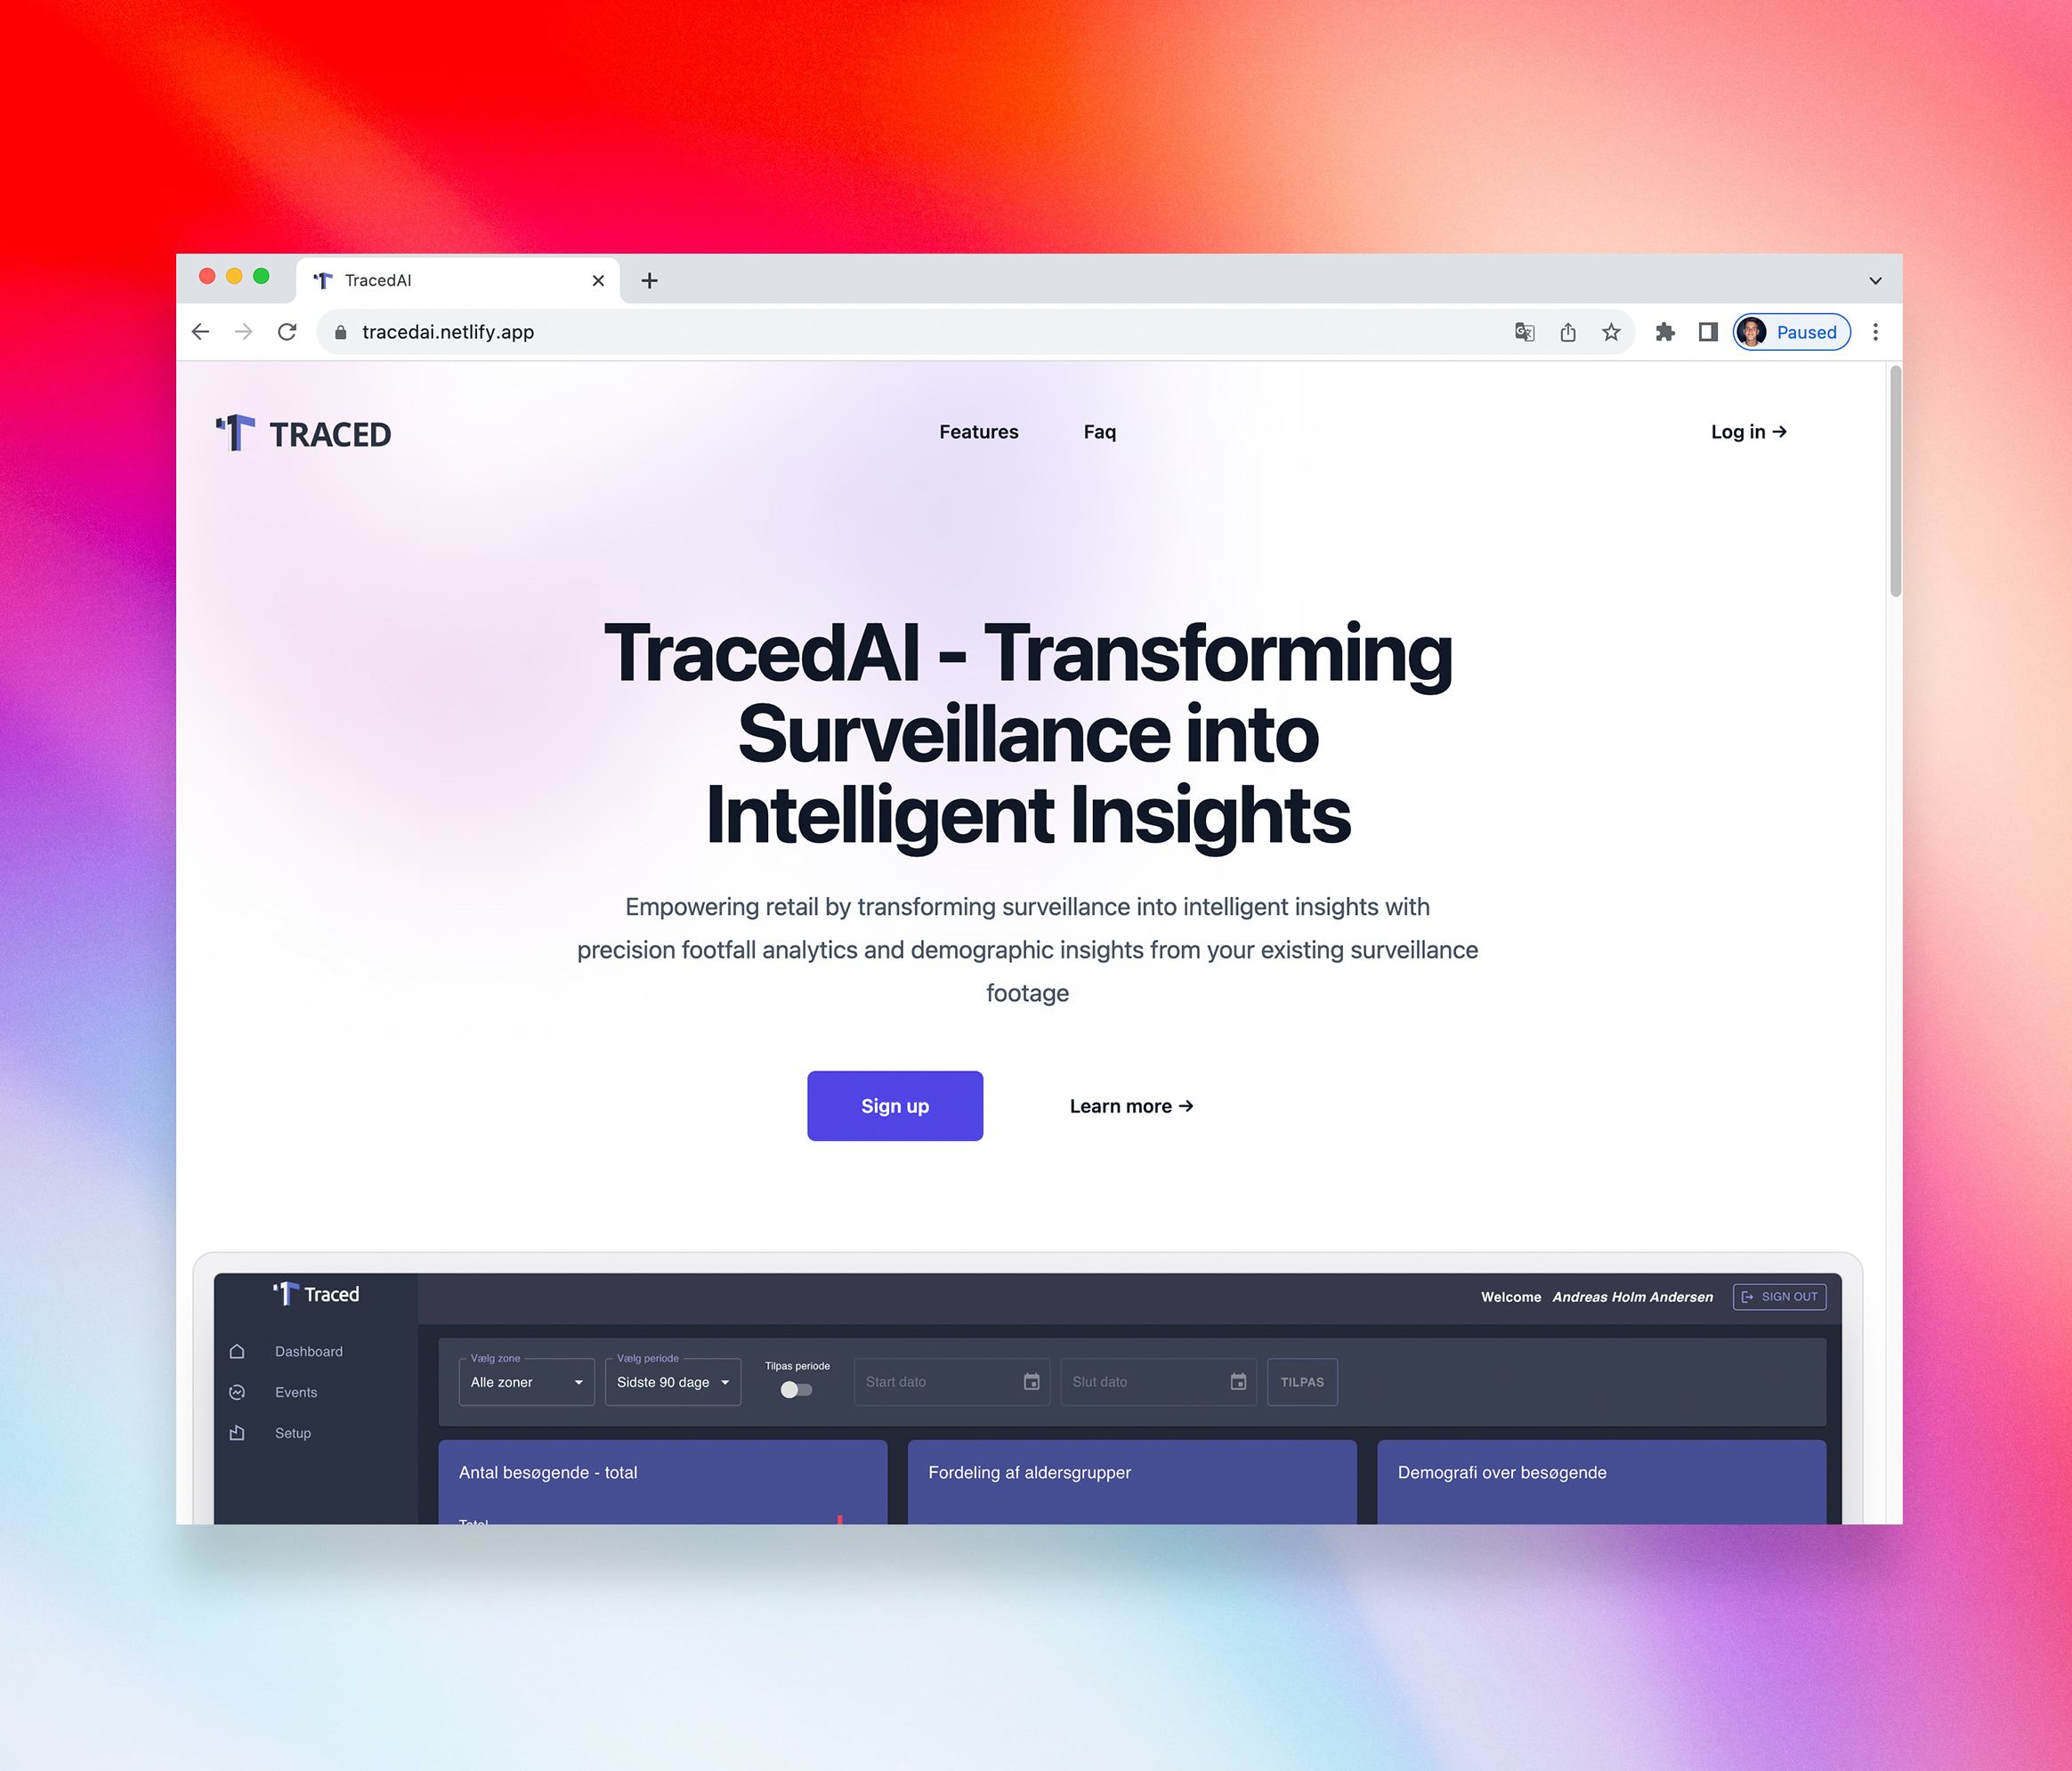 TracedAI
tracedai.netlify.app
Paused
TRACED
Features
Faq
Log in →
TracedAI - Transforming
Surveillance into
Intelligent Insights
Empowering retail by transforming surveillance into intelligent insights with
precision footfall analytics and demographic insights from your existing surveillance
footage
Sign up
Learn more →
Traced
Welcome Andreas Holm Andersen
SIGN OUT
Dashboard
Events
Setup
Vælg zone
Alle zoner
Vælg periode
Sidste 90 dage
Tilpas periode
Start dato
Slut dato
TILPAS
Antal besøgende - total
Fordeling af aldersgrupper
Demografi over besøgende
Total